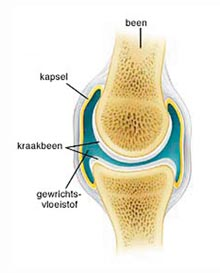 been
kapsel
kraakbeen
gewrichts-
vloeistof